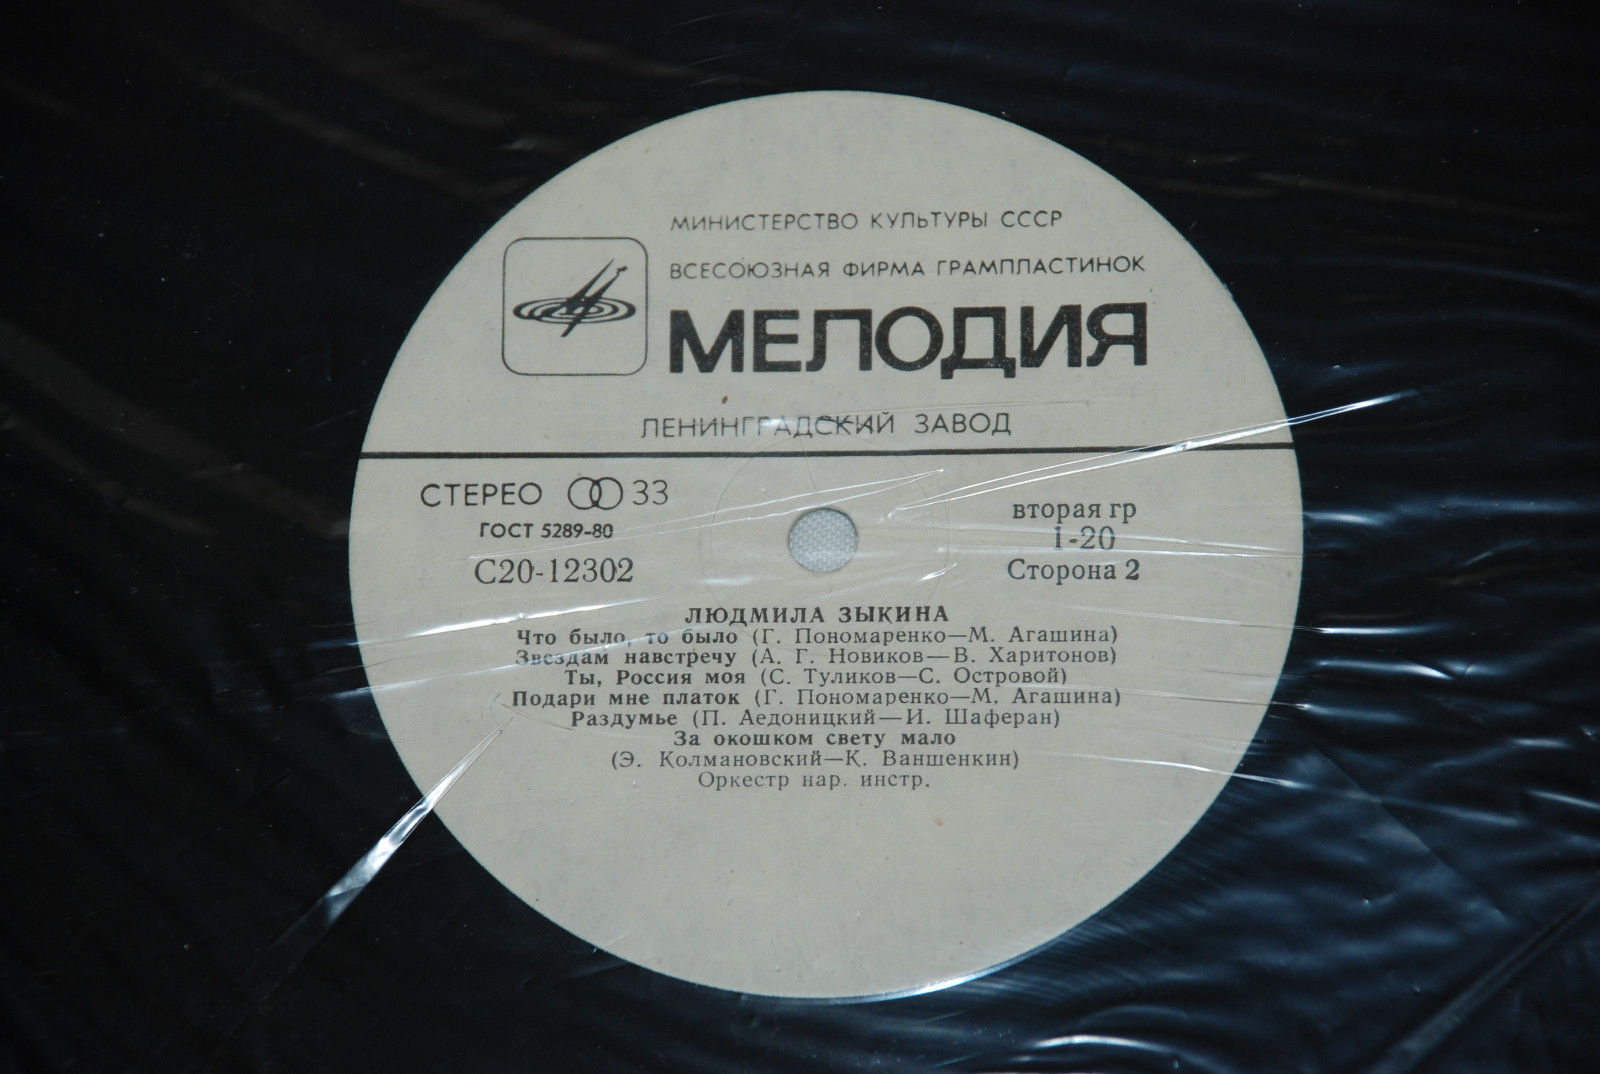 МИНИСТЕРСТВО КУЛЬТУРЫ СССР
ВСЕСОЮЗНАЯ ФИРМА ГРАМПЛАСТИНОК
МЕЛОДИЯ
ЛЕНИНГРАДСКИЙ ЗАВОД
СТЕРЕО 33
ГОСТ 5289-80
С20-12302
вторая гр
1-20
Сторона 2
ЛЮДМИЛА ЗЫКИНА
Что было, то было (Г. Пономаренко—М. Агашина)
Звездам навстречу (А. Г. Новиков—В. Харитонов)
Ты, Россия моя (С. Туликов—С. Островой)
Подари мне платок (Г. Пономаренко—М. Агашина)
Раздумье (П. Аедоницкий—И. Шаферан)
За окошком свету мало
(Э. Колмановский—К. Ваншенкин)
Оркестр нар. инстр.